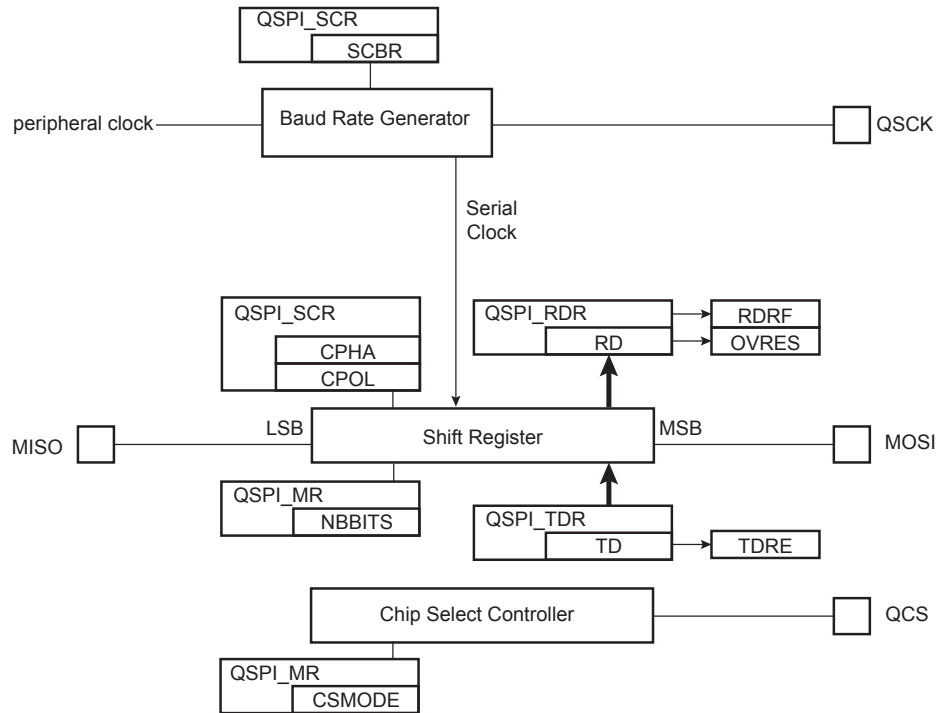 QSPI_SCR
SCBR
peripheral clock
Baud Rate Generator
QSCK
Serial
Clock
QSPI_SCR
CPHA
CPOL
QSPI_RDR
RD
RDRF
OVRES
MISO
LSB
Shift Register
MSB
MOSI
QSPI_MR
NBBITS
QSPI_TDR
TD
TDRE
Chip Select Controller
QCS
QSPI_MR
CSMODE